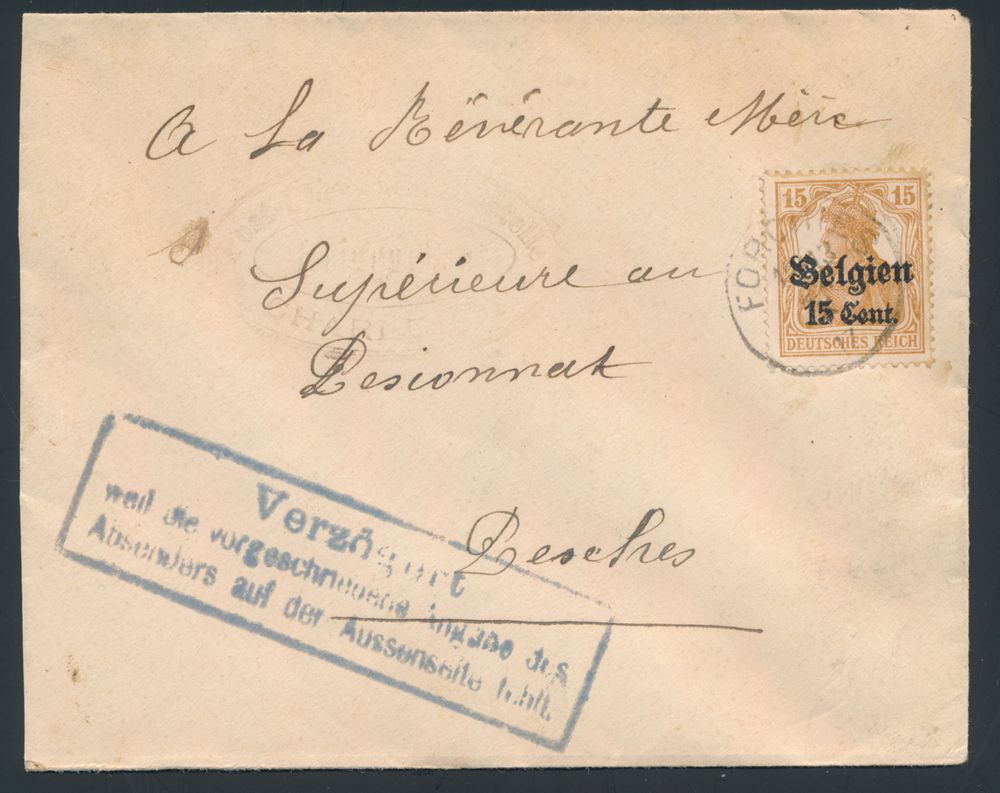 A La Révérante Mère
15 15
Belgien
15 Cent.
DEUTSCHES REICH
Supérieure au
Pesionnat
Pesches
Verzögert
weil die vorgeschriebene Angabe des
Absenders auf der Aussenseite fehlt.